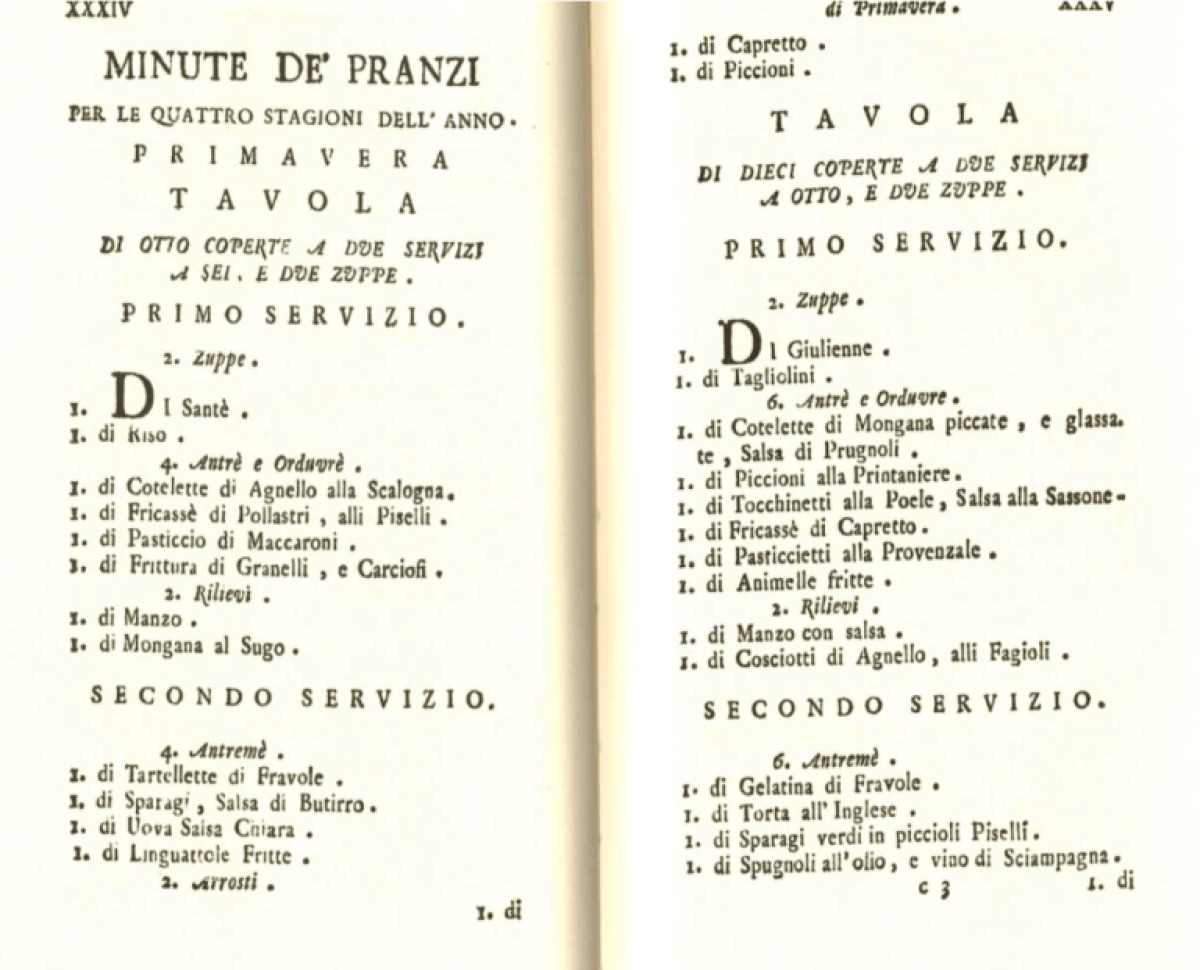 XXXIV
MINUTE DE' PRANZI
PER LE QUATTRO STAGIONI DELL' ANNO.
PRIMAVERA
TAVOLA
DI OTTO COPERTE A DUE SERVIZJ
A SEI, E DUE ZUPPE.
PRIMO SERVIZIO.
2. Zuppe.
1. DI Santè.
1. di Riso.
4. Antrè e Orduvrè.
1. di Cotelette di Agnello alla Scalogna.
1. di Fricassè di Pollastri, alli Piselli.
1. di Pasticcio di Maccaroni.
1. di Frittura di Granelli, e Carciofi.
2. Rilievi.
1. di Manzo.
1. di Mongana al Sugo.
SECONDO SERVIZIO.
4. Antremè.
1. di Tartellette di Fravole.
1. di Sparagi, Salsa di Butirro.
1. di Uova Salsa Chiara.
1. di Linguattole Fritte.
2. Arrosti.
1. di
di Primavera. XXXV
1. di Capretto.
1. di Piccioni.
TAVOLA
DI DIECI COPERTE A DUE SERVIZJ
A OTTO, E DUE ZUPPE.
PRIMO SERVIZIO.
2. Zuppe.
1. DI Giulienne.
1. di Tagliolini.
6. Antrè e Orduvre.
1. di Cotelette di Mongana piccate, e glassa-
te, Salsa di Prugnoli.
1. di Piccioni alla Printaniere.
1. di Tocchinetti alla Poele, Salsa alla Sassone-
1. di Fricassè di Capretto.
1. di Pasticcietti alla Provenzale.
1. di Animelle fritte.
2. Rilievi.
1. di Manzo con salsa.
1. di Cosciotti di Agnello, alli Fagioli.
SECONDO SERVIZIO.
6. Antremè.
1. di Gelatina di Fravole.
1. di Torta all' Inglese.
1. di Sparagi verdi in piccioli Piselli.
1. di Spugnoli all'olio, e vino di Sciampagna.
c 3 1. di